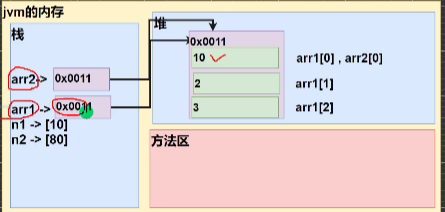 jvm的内存
栈
堆
arr2-> 0x0011
0x0011
10 arr1[0] , arr2[0]
2 arr1[1]
3 arr1[2]
arr1 -> 0x0011
n1 -> [10]
n2 -> [80]
方法区